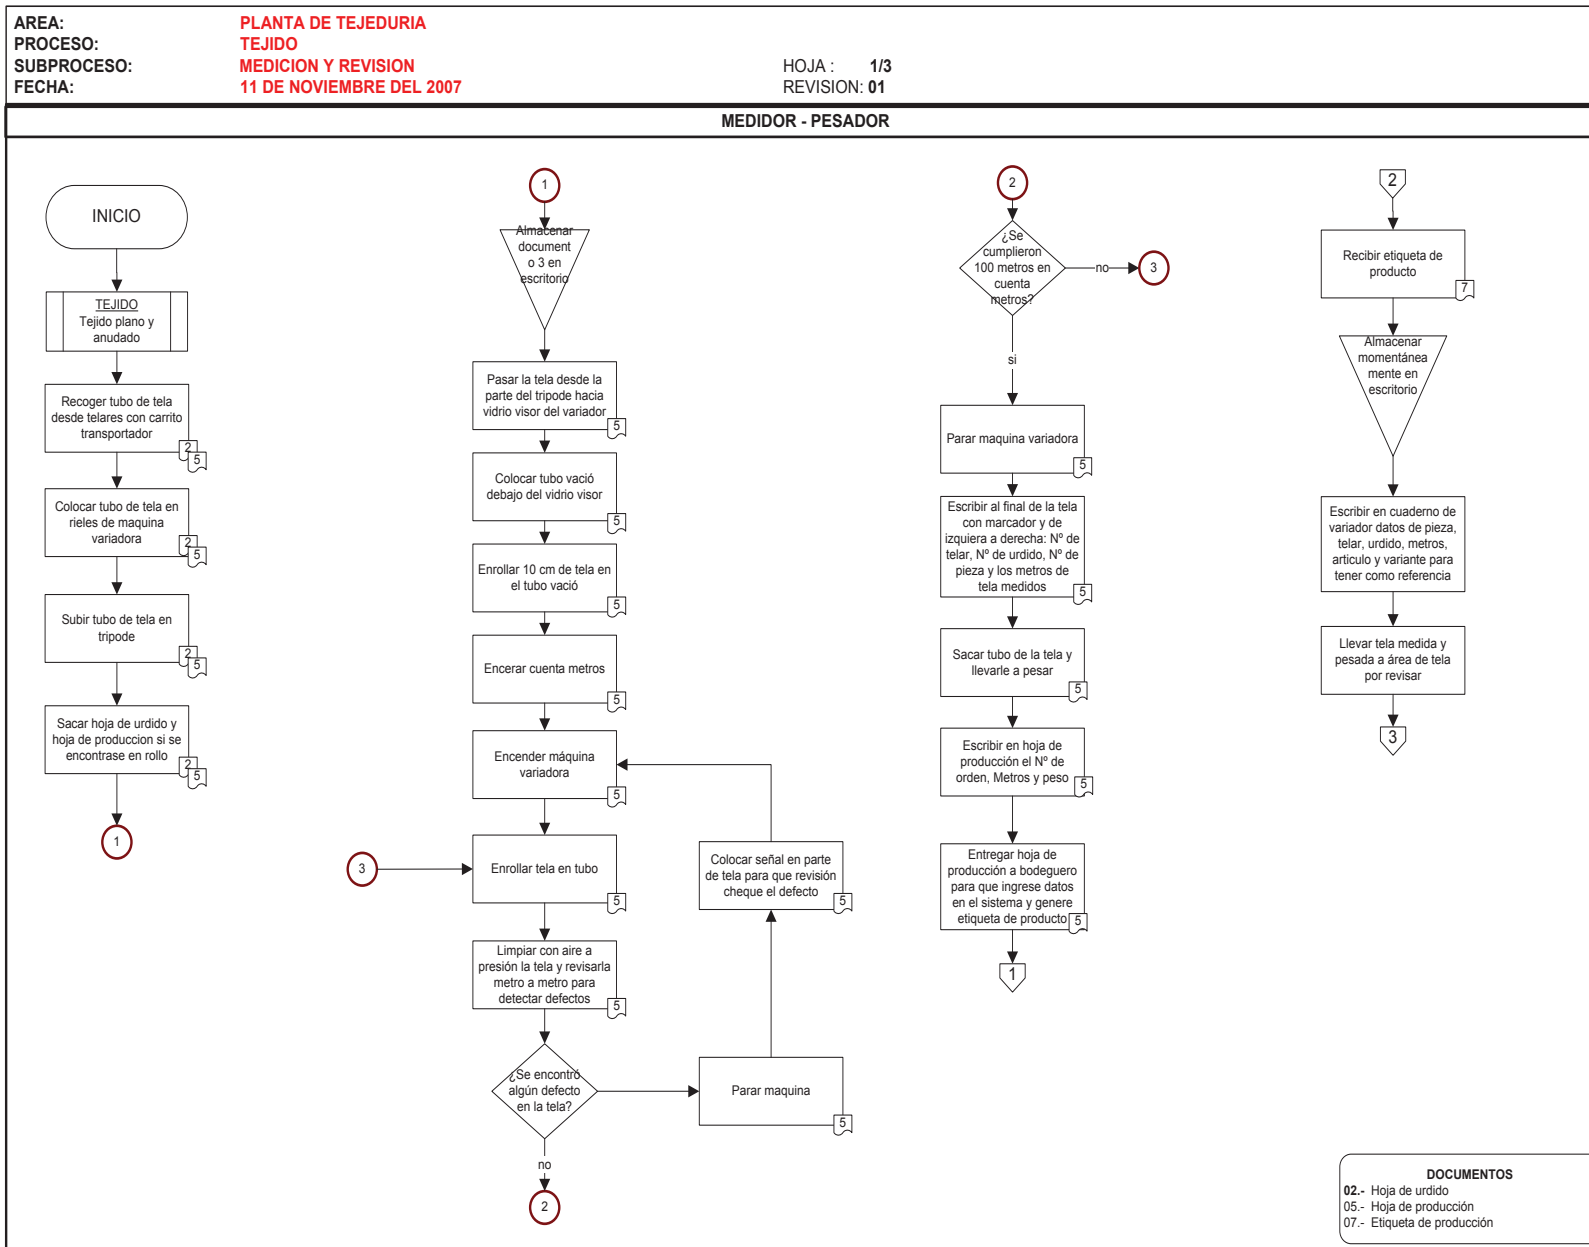 AREA: PLANTA DE TEJEDURIA
PROCESO: TEJIDO
SUBPROCESO: MEDICION Y REVISION HOJA : 1/3
FECHA: 11 DE NOVIEMBRE DEL 2007 REVISION: 01
MEDIDOR - PESADOR
INICIO
TEJIDO
Tejido plano y
anudado
Recoger tubo de tela
desde telares con carrito
transportador
2
5
Colocar tubo de tela en
rieles de maquina
variadora
2
5
Subir tubo de tela en
tripode
2
5
Sacar hoja de urdido y
hoja de produccion si se
encontrase en rollo
2
5
1
1
Almacenar
document
o 3 en
escritorio
Pasar la tela desde la
parte del tripode hacia
vidrio visor del variador
5
Colocar tubo vació
debajo del vidrio visor
5
Enrollar 10 cm de tela en
el tubo vació
5
Encerar cuenta metros
5
Encender máquina
variadora
5
3
Enrollar tela en tubo
5
Limpiar con aire a
presión la tela y revisarla
metro a metro para
detectar defectos
5
¿Se encontró
algún defecto
en la tela?
no
2
Parar maquina
5
Colocar señal en parte
de tela para que revisión
cheque el defecto
5
2
¿Se
cumplieron
100 metros en
cuenta
metros?
no
3
si
Parar maquina variadora
5
Escribir al final de la tela
con marcador y de
izquiera a derecha: Nº de
telar, Nº de urdido, Nº de
pieza y los metros de
tela medidos
5
Sacar tubo de la tela y
llevarle a pesar
5
Escribir en hoja de
producción el Nº de
orden, Metros y peso
5
Entregar hoja de
producción a bodeguero
para que ingrese datos
en el sistema y genere
etiqueta de producto
5
1
2
Recibir etiqueta de
producto
7
Almacenar
momentánea
mente en
escritorio
Escribir en cuaderno de
variador datos de pieza,
telar, urdido, metros,
articulo y variante para
tener como referencia
Llevar tela medida y
pesada a área de tela
por revisar
3
DOCUMENTOS
02.- Hoja de urdido
05.- Hoja de producción
07.- Etiqueta de producción